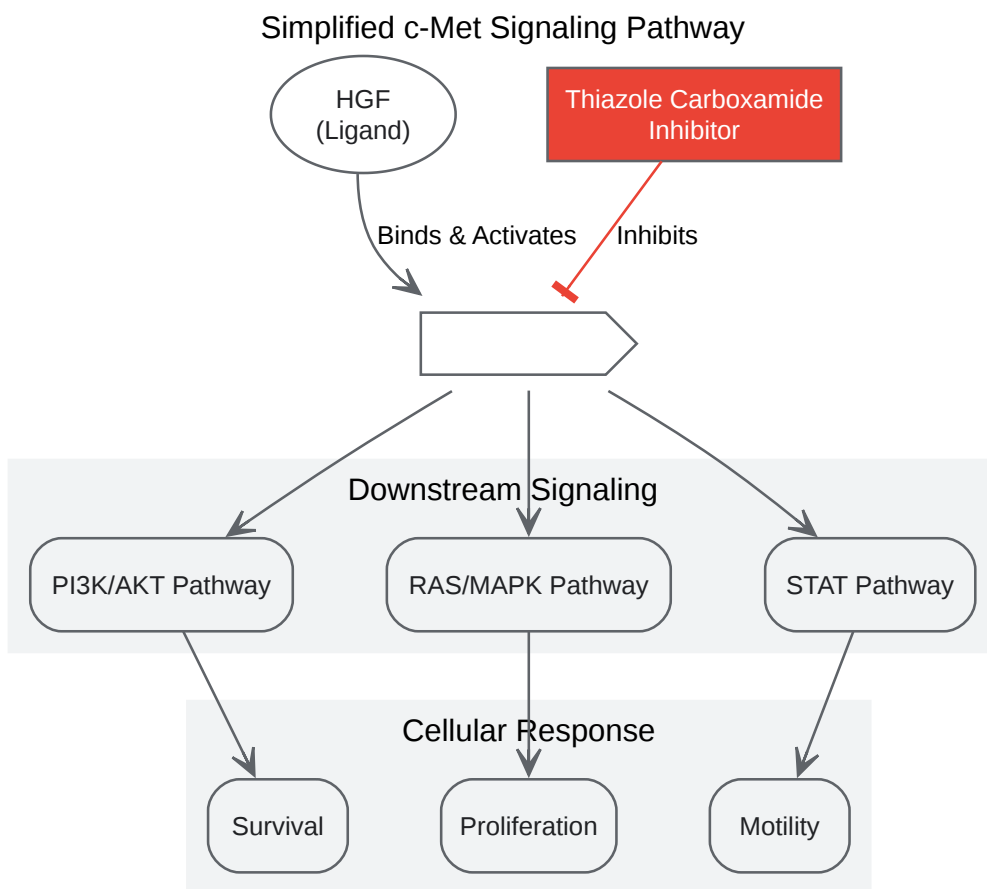 Simplified c-Met Signaling Pathway
HGF
(Ligand)
Thiazole Carboxamide
Inhibitor
Binds & Activates
Inhibits
Downstream Signaling
PI3K/AKT Pathway
RAS/MAPK Pathway
STAT Pathway
Cellular Response
Survival
Proliferation
Motility